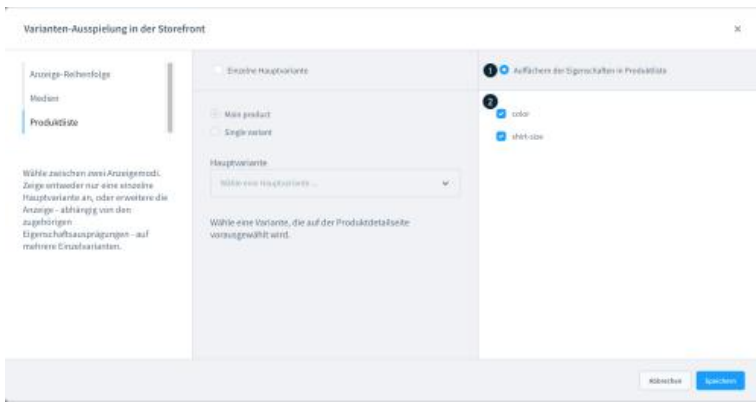 Varianten-Ausspielung in der Storefront
×
Anzeige-Reihenfolge
Medien
Produktliste
Wähle zwischen zwei Anzeigemodi.
Zeige entweder nur eine einzelne
Hauptvariante an, oder erweitere die
Anzeige - abhängig von den
zugehörigen
Eigenschaftsausprägungen - auf
mehrere Einzelvarianten.
Einzelne Hauptvariante
Main product
Single variant
Hauptvariante
Wähle eine Hauptvariante ...
Wähle eine Variante, die auf der Produktdetailseite
vorausgewählt wird.
1 Auffächern der Eigenschaften in Produktliste
2
color
shirt-size
Abbrechen
Speichern